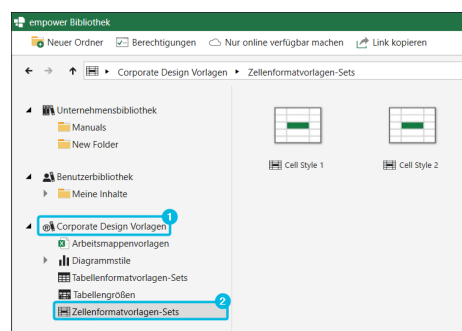 empower Bibliothek
Neuer Ordner Berechtigungen Nur online verfügbar machen Link kopieren
Corporate Design Vorlagen Zellenformatvorlagen-Sets
Unternehmensbibliothek
Manuals
New Folder
Benutzerbibliothek
Meine Inhalte
Corporate Design Vorlagen 1
Arbeitsmappenvorlagen
Diagrammstile
Tabellenformatvorlagen-Sets
Tabellengrößen
Zellenformatvorlagen-Sets 2
Cell Style 1 Cell Style 2